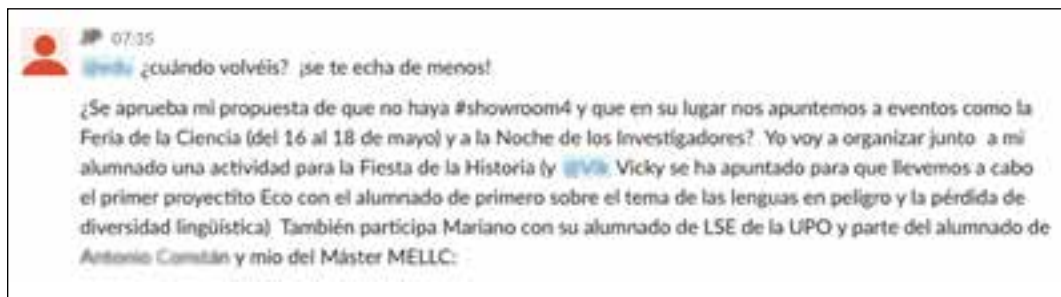 JP 07:35
¿cuándo volvéis? ¡se te echa de menos!
¿Se aprueba mi propuesta de que no haya #showroom4 y que en su lugar nos apuntemos a eventos como la
Feria de la Ciencia (del 16 al 18 de mayo) y a la Noche de los Investigadores? Yo voy a organizar junto a mi
alumnado una actividad para la Fiesta de la Historia (y @Vik Vicky se ha apuntado para que llevemos a cabo
el primer proyectito Eco con el alumnado de primero sobre el tema de las lenguas en peligro y la pérdida de
diversidad lingüística) También participa Mariano con su alumnado de LSE de la UPO y parte del alumnado de
Antonio y mio del Máster MELLC: